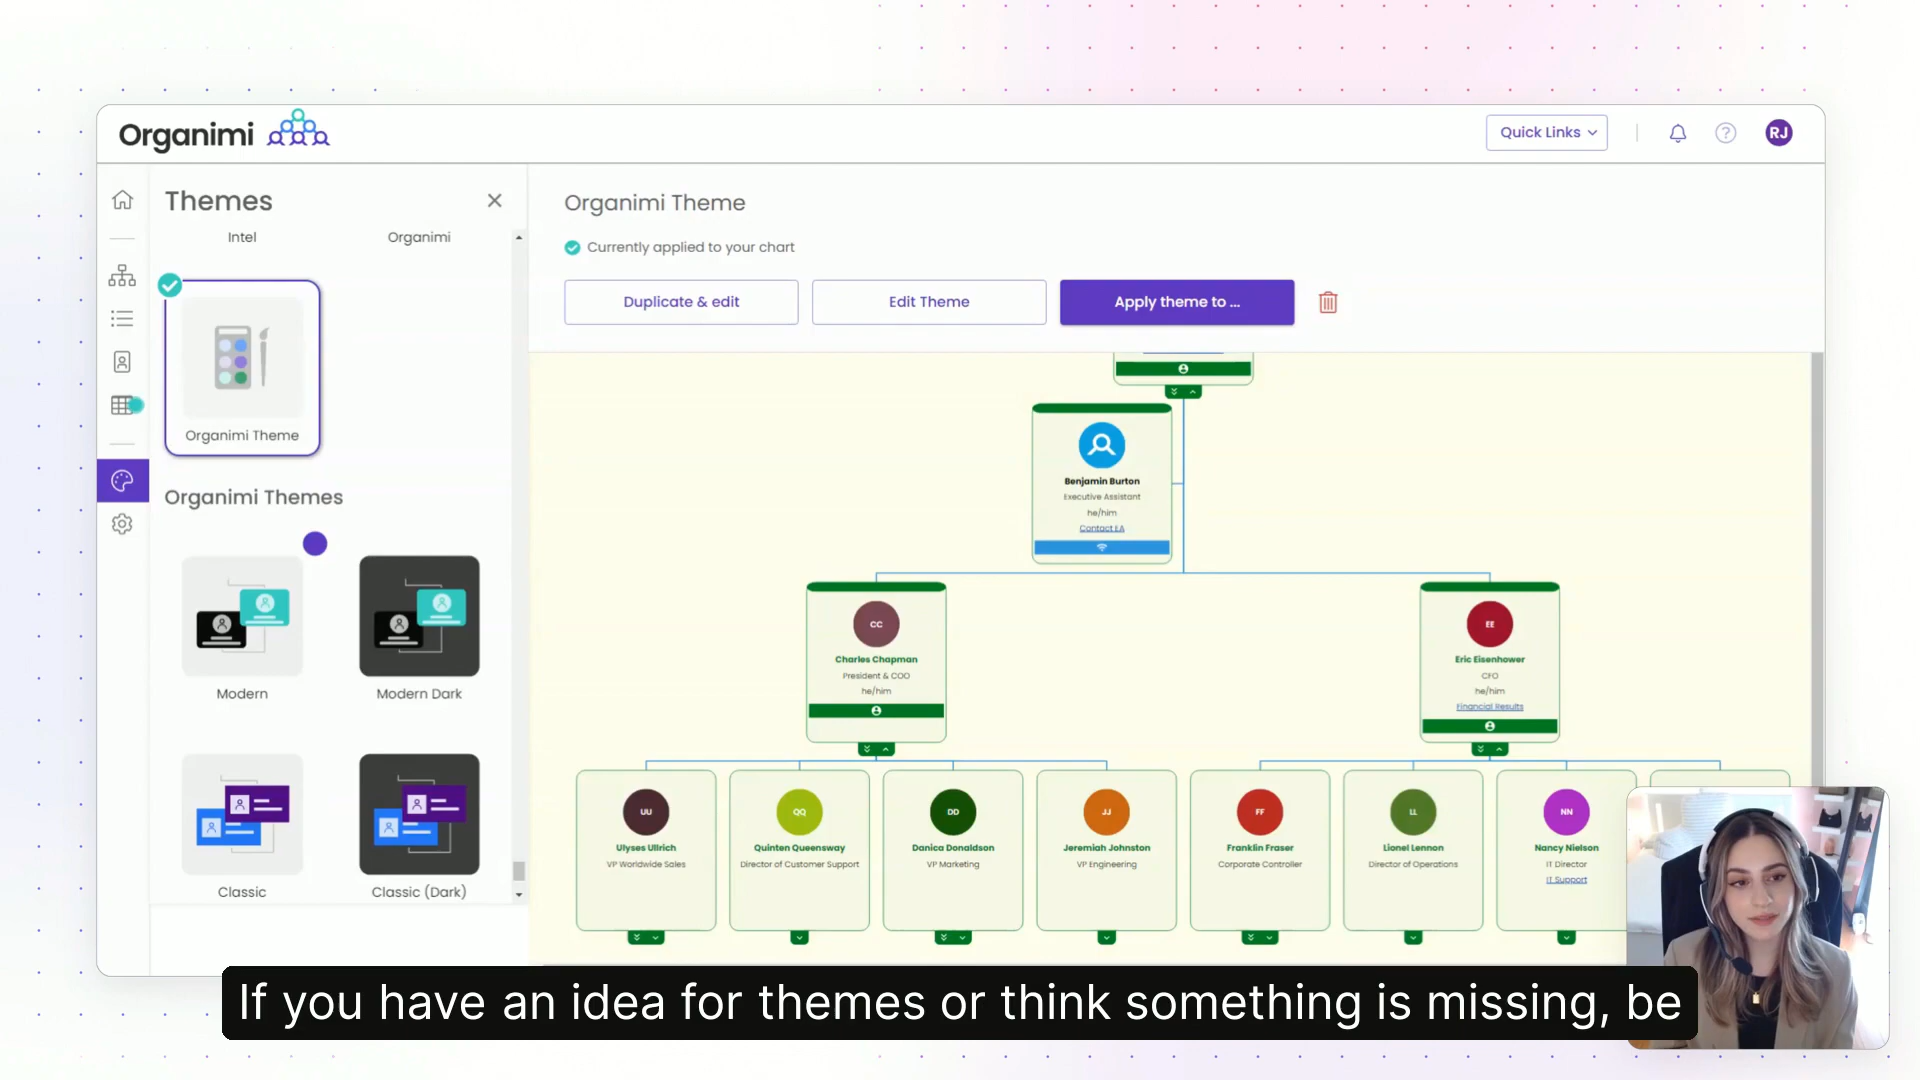 Organimi
Quick Links
?
RJ
Themes
Intel
Organimi
Organimi Theme
Organimi Themes
Modern
Modern Dark
Classic
Classic (Dark)
Organimi Theme
Currently applied to your chart
Duplicate & edit
Edit Theme
Apply theme to ...
Benjamin Burton
Executive Assistant
he/him
Contact EA
CC
Charles Chapman
President & COO
he/him
EE
Eric Eisenhower
CFO
he/him
Financial Results
UU
Ulyses Ullrich
VP Worldwide Sales
QQ
Quinten Queensway
Director of Customer Support
DD
Danica Donaldson
VP Marketing
JJ
Jeremiah Johnston
VP Engineering
FF
Franklin Fraser
Corporate Controller
LL
Lionel Lennon
Director of Operations
NN
Nancy Nielson
IT Director
IT Support
If you have an idea for themes or think something is missing, be